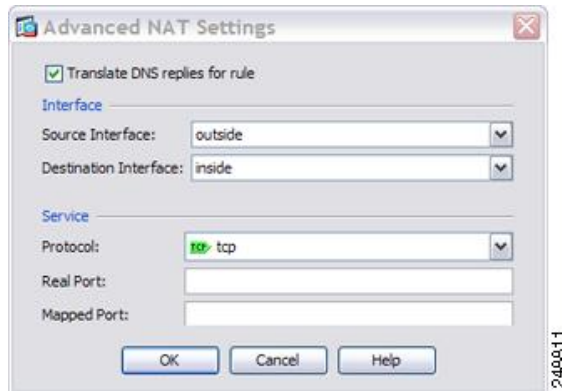 Advanced NAT Settings
Translate DNS replies for rule
Interface
Source Interface: outside
Destination Interface: inside
Service
Protocol: TCP tcp
Real Port:
Mapped Port:
OK Cancel Help
248911